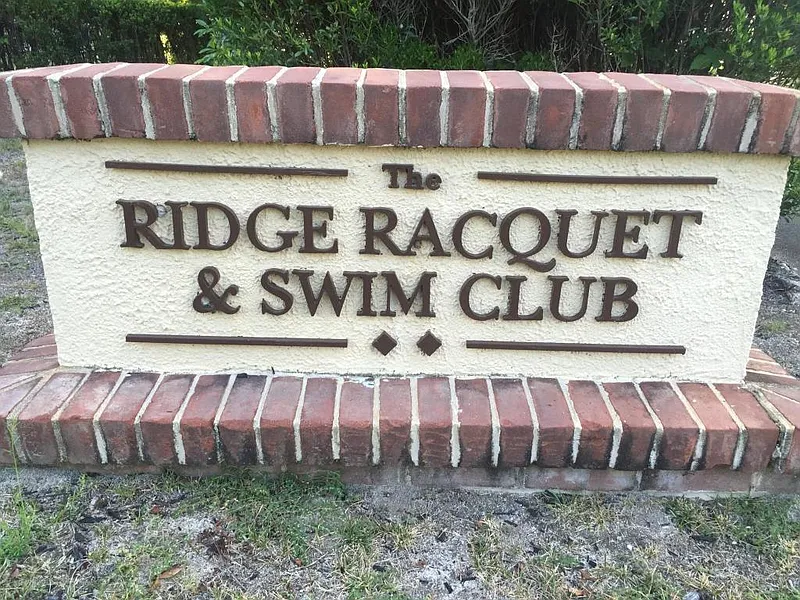 The
RIDGE RACQUET
& SWIM CLUB